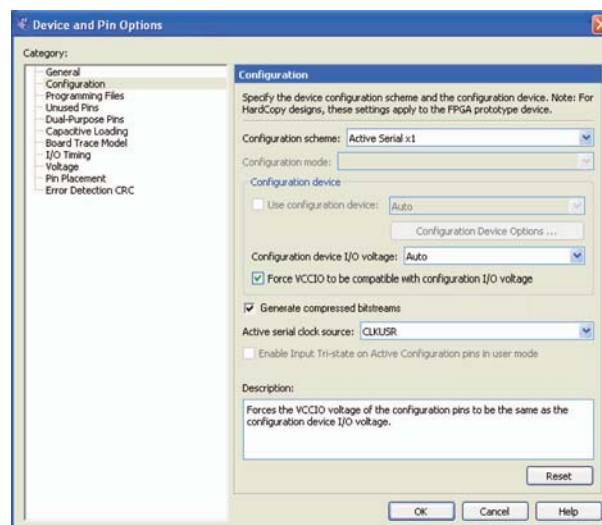 Device and Pin Options
Category:
General
Configuration
Programming Files
Unused Pins
Dual-Purpose Pins
Capacitive Loading
Board Trace Model
I/O Timing
Voltage
Pin Placement
Error Detection CRC
Configuration
Specify the device configuration scheme and the configuration device. Note: For
HardCopy designs, these settings apply to the FPGA prototype device.
Configuration scheme: Active Serial x1
Configuration mode:
Configuration device
Use configuration device: Auto
Configuration Device Options ...
Configuration device I/O voltage: Auto
Force VCCIO to be compatible with configuration I/O voltage
Generate compressed bitstreams
Active serial clock source: CLKUSR
Enable Input Tri-state on Active Configuration pins in user mode
Description:
Forces the VCCIO voltage of the configuration pins to be the same as the
configuration device I/O voltage.
Reset
OK Cancel Help